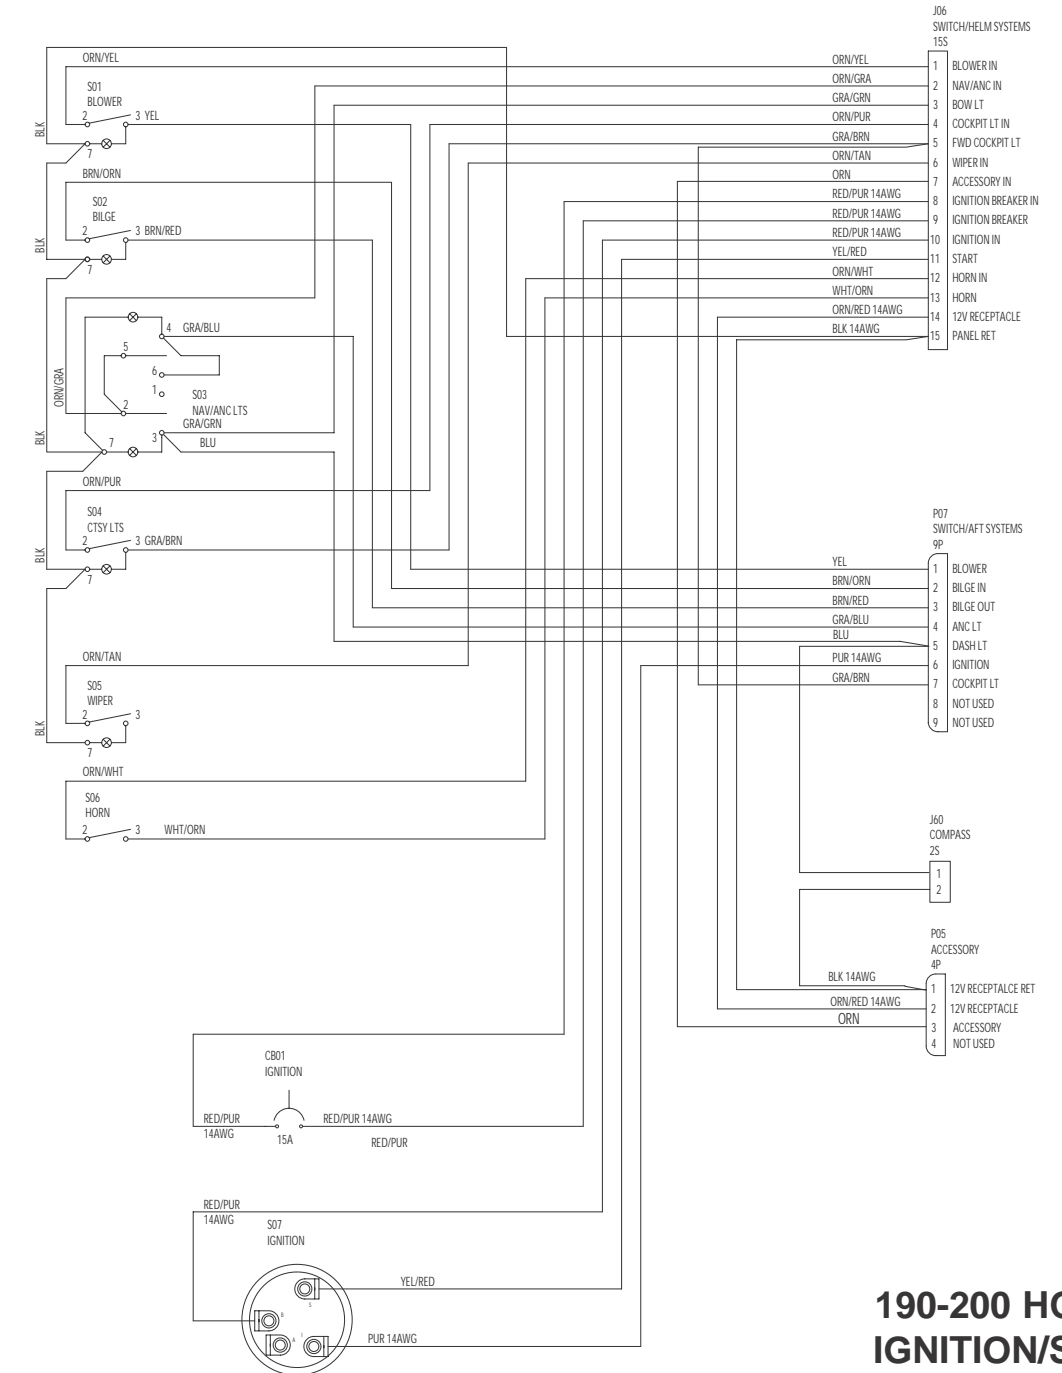 J06
SWITCH/HELM SYSTEMS
15S
ORN/YEL 1 BLOWER IN
ORN/GRA 2 NAV/ANC IN
GRA/GRN 3 BOW LT
ORN/PUR 4 COCKPIT LT IN
GRA/BRN 5 FWD COCKPIT LT
ORN/TAN 6 WIPER IN
ORN 7 ACCESSORY IN
RED/PUR 14AWG 8 IGNITION BREAKER IN
RED/PUR 14AWG 9 IGNITION BREAKER
RED/PUR 14AWG 10 IGNITION IN
YEL/RED 11 START
ORN/WHT 12 HORN IN
WHT/ORN 13 HORN
ORN/RED 14AWG 14 12V RECEPTACLE
BLK 14AWG 15 PANEL RET
ORN/YEL
S01
BLOWER
2 3 YEL
BLK
7
BRN/ORN
S02
BILGE
2 3 BRN/RED
BLK
7
4 GRA/BLU
5
6
1
S03
NAV/ANC LTS
ORN/GRA
2
GRA/GRN
3
BLU
BLK
7
ORN/PUR
S04
CTSY LTS
2 3 GRA/BRN
BLK
7
ORN/TAN
S05
WIPER
2 3
BLK
7
ORN/WHT
S06
HORN
2 3 WHT/ORN
P07
SWITCH/AFT SYSTEMS
9P
YEL 1 BLOWER
BRN/ORN 2 BILGE IN
BRN/RED 3 BILGE OUT
GRA/BLU 4 ANC LT
BLU 5 DASH LT
PUR 14AWG 6 IGNITION
GRA/BRN 7 COCKPIT LT
8 NOT USED
9 NOT USED
J60
COMPASS
2S
1
2
P05
ACCESSORY
4P
BLK 14AWG 1 12V RECEPTALCE RET
ORN/RED 14AWG 2 12V RECEPTACLE
ORN 3 ACCESSORY
4 NOT USED
CB01
IGNITION
RED/PUR
14AWG
15A
RED/PUR 14AWG
RED/PUR
RED/PUR
14AWG
S07
IGNITION
YEL/RED
S
B
A
I
PUR 14AWG
190-200 HO
IGNITION/S